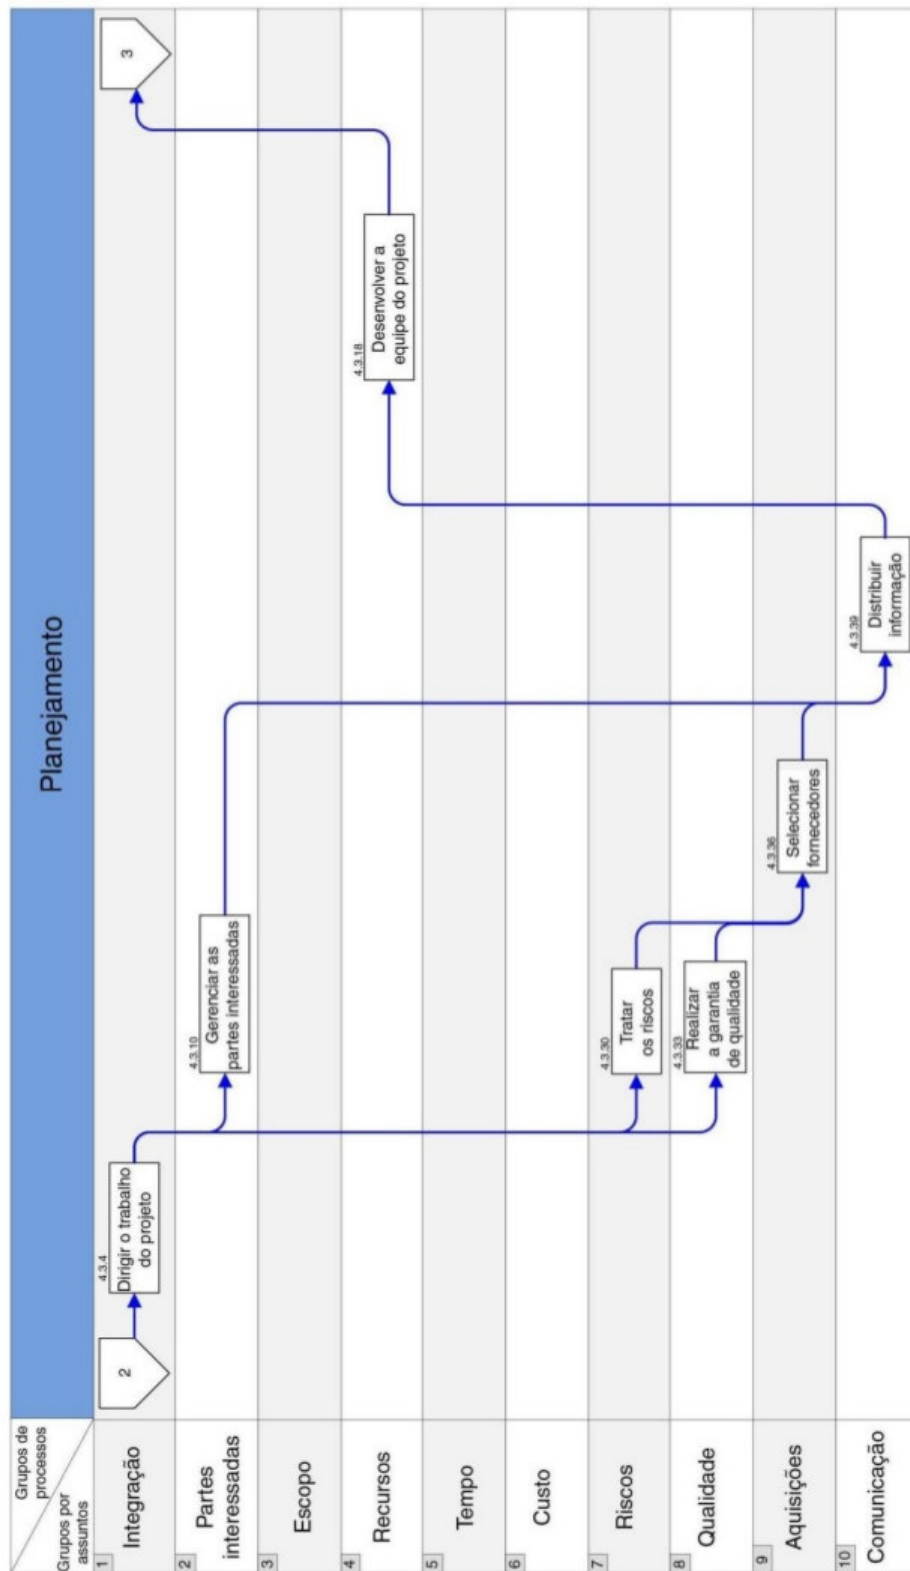 Grupos de
processos
Grupos por
assuntos
Planejamento
1
Integração
2
4.3.4
Dirigir o trabalho
do projeto
3
2
Partes
interessadas
4.3.10
Gerenciar as
partes interessadas
3
Escopo
4
Recursos
4.3.18
Desenvolver a
equipe do projeto
5
Tempo
6
Custo
7
Riscos
4.3.30
Tratar
os riscos
8
Qualidade
4.3.33
Realizar
a garantia
de qualidade
9
Aquisições
4.3.36
Selecionar
fornecedores
10
Comunicação
4.3.39
Distribuir
informação